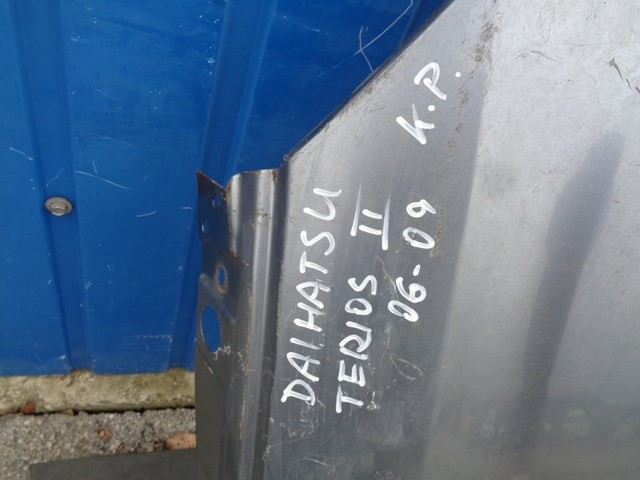 DAIHATSU
TERIOS II
06-09
K.P.